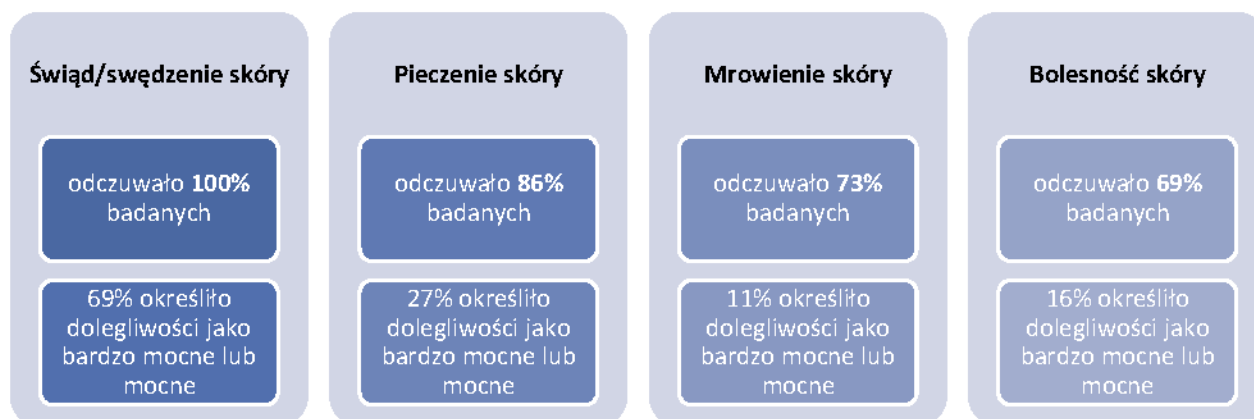 Świąd/swędzenie skóry
odczuwało 100%
badanych
69% określiło
dolegliwości jako
bardzo mocne lub
mocne
Pieczenie skóry
odczuwało 86%
badanych
27% określiło
dolegliwości jako
bardzo mocne lub
mocne
Mrowienie skóry
odczuwało 73%
badanych
11% określiło
dolegliwości jako
bardzo mocne lub
mocne
Bolesność skóry
odczuwało 69%
badanych
16% określiło
dolegliwości jako
bardzo mocne lub
mocne